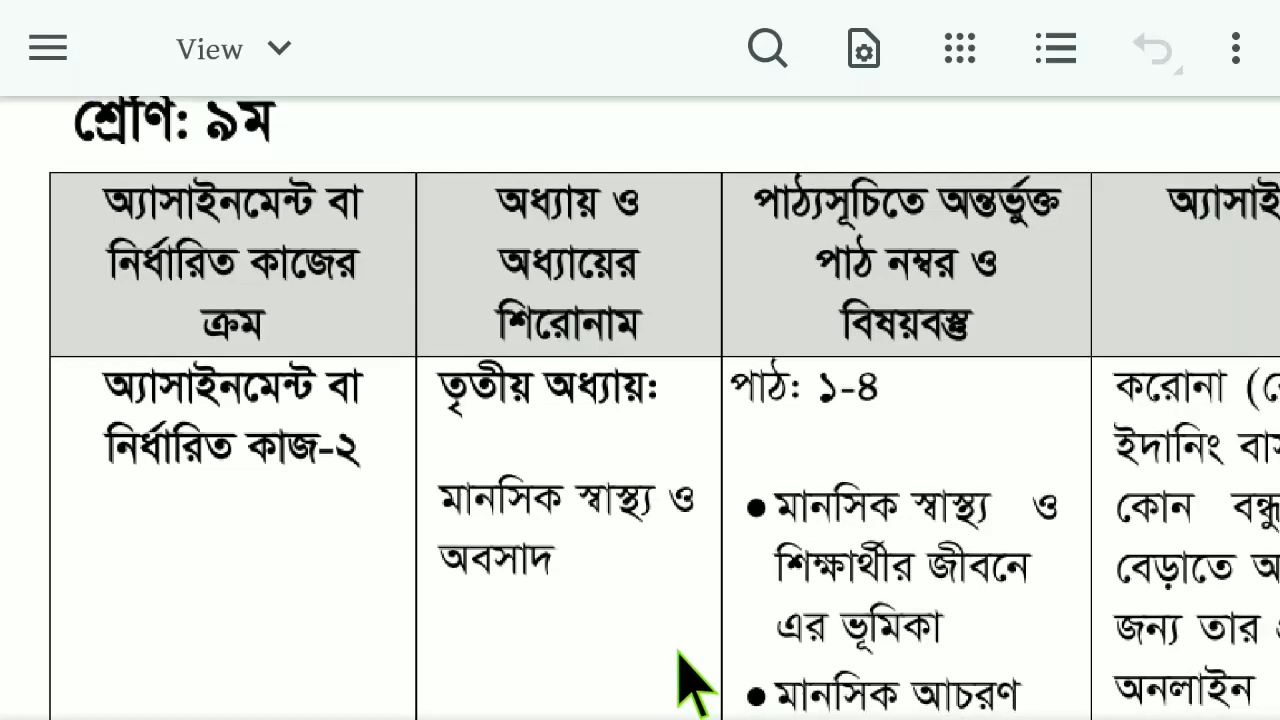 View
শ্রেণি: ৯ম
অ্যাসাইনমেন্ট বা
নির্ধারিত কাজের
ক্রম
অধ্যায় ও
অধ্যায়ের
শিরোনাম
পাঠ্যসূচিতে অন্তর্ভুক্ত
পাঠ নম্বর ও
বিষয়বস্তু
অ্যাসাই
অ্যাসাইনমেন্ট বা
নির্ধারিত কাজ-২
তৃতীয় অধ্যায়:
মানসিক স্বাস্থ্য ও
অবসাদ
পাঠ: ১-৪
● মানসিক স্বাস্থ্য ও
শিক্ষার্থীর জীবনে
এর ভূমিকা
● মানসিক আচরণ
করোনা
ইদানিং
কোন বন্ধু
বেড়াতে
জন্য তার
অনলাইন